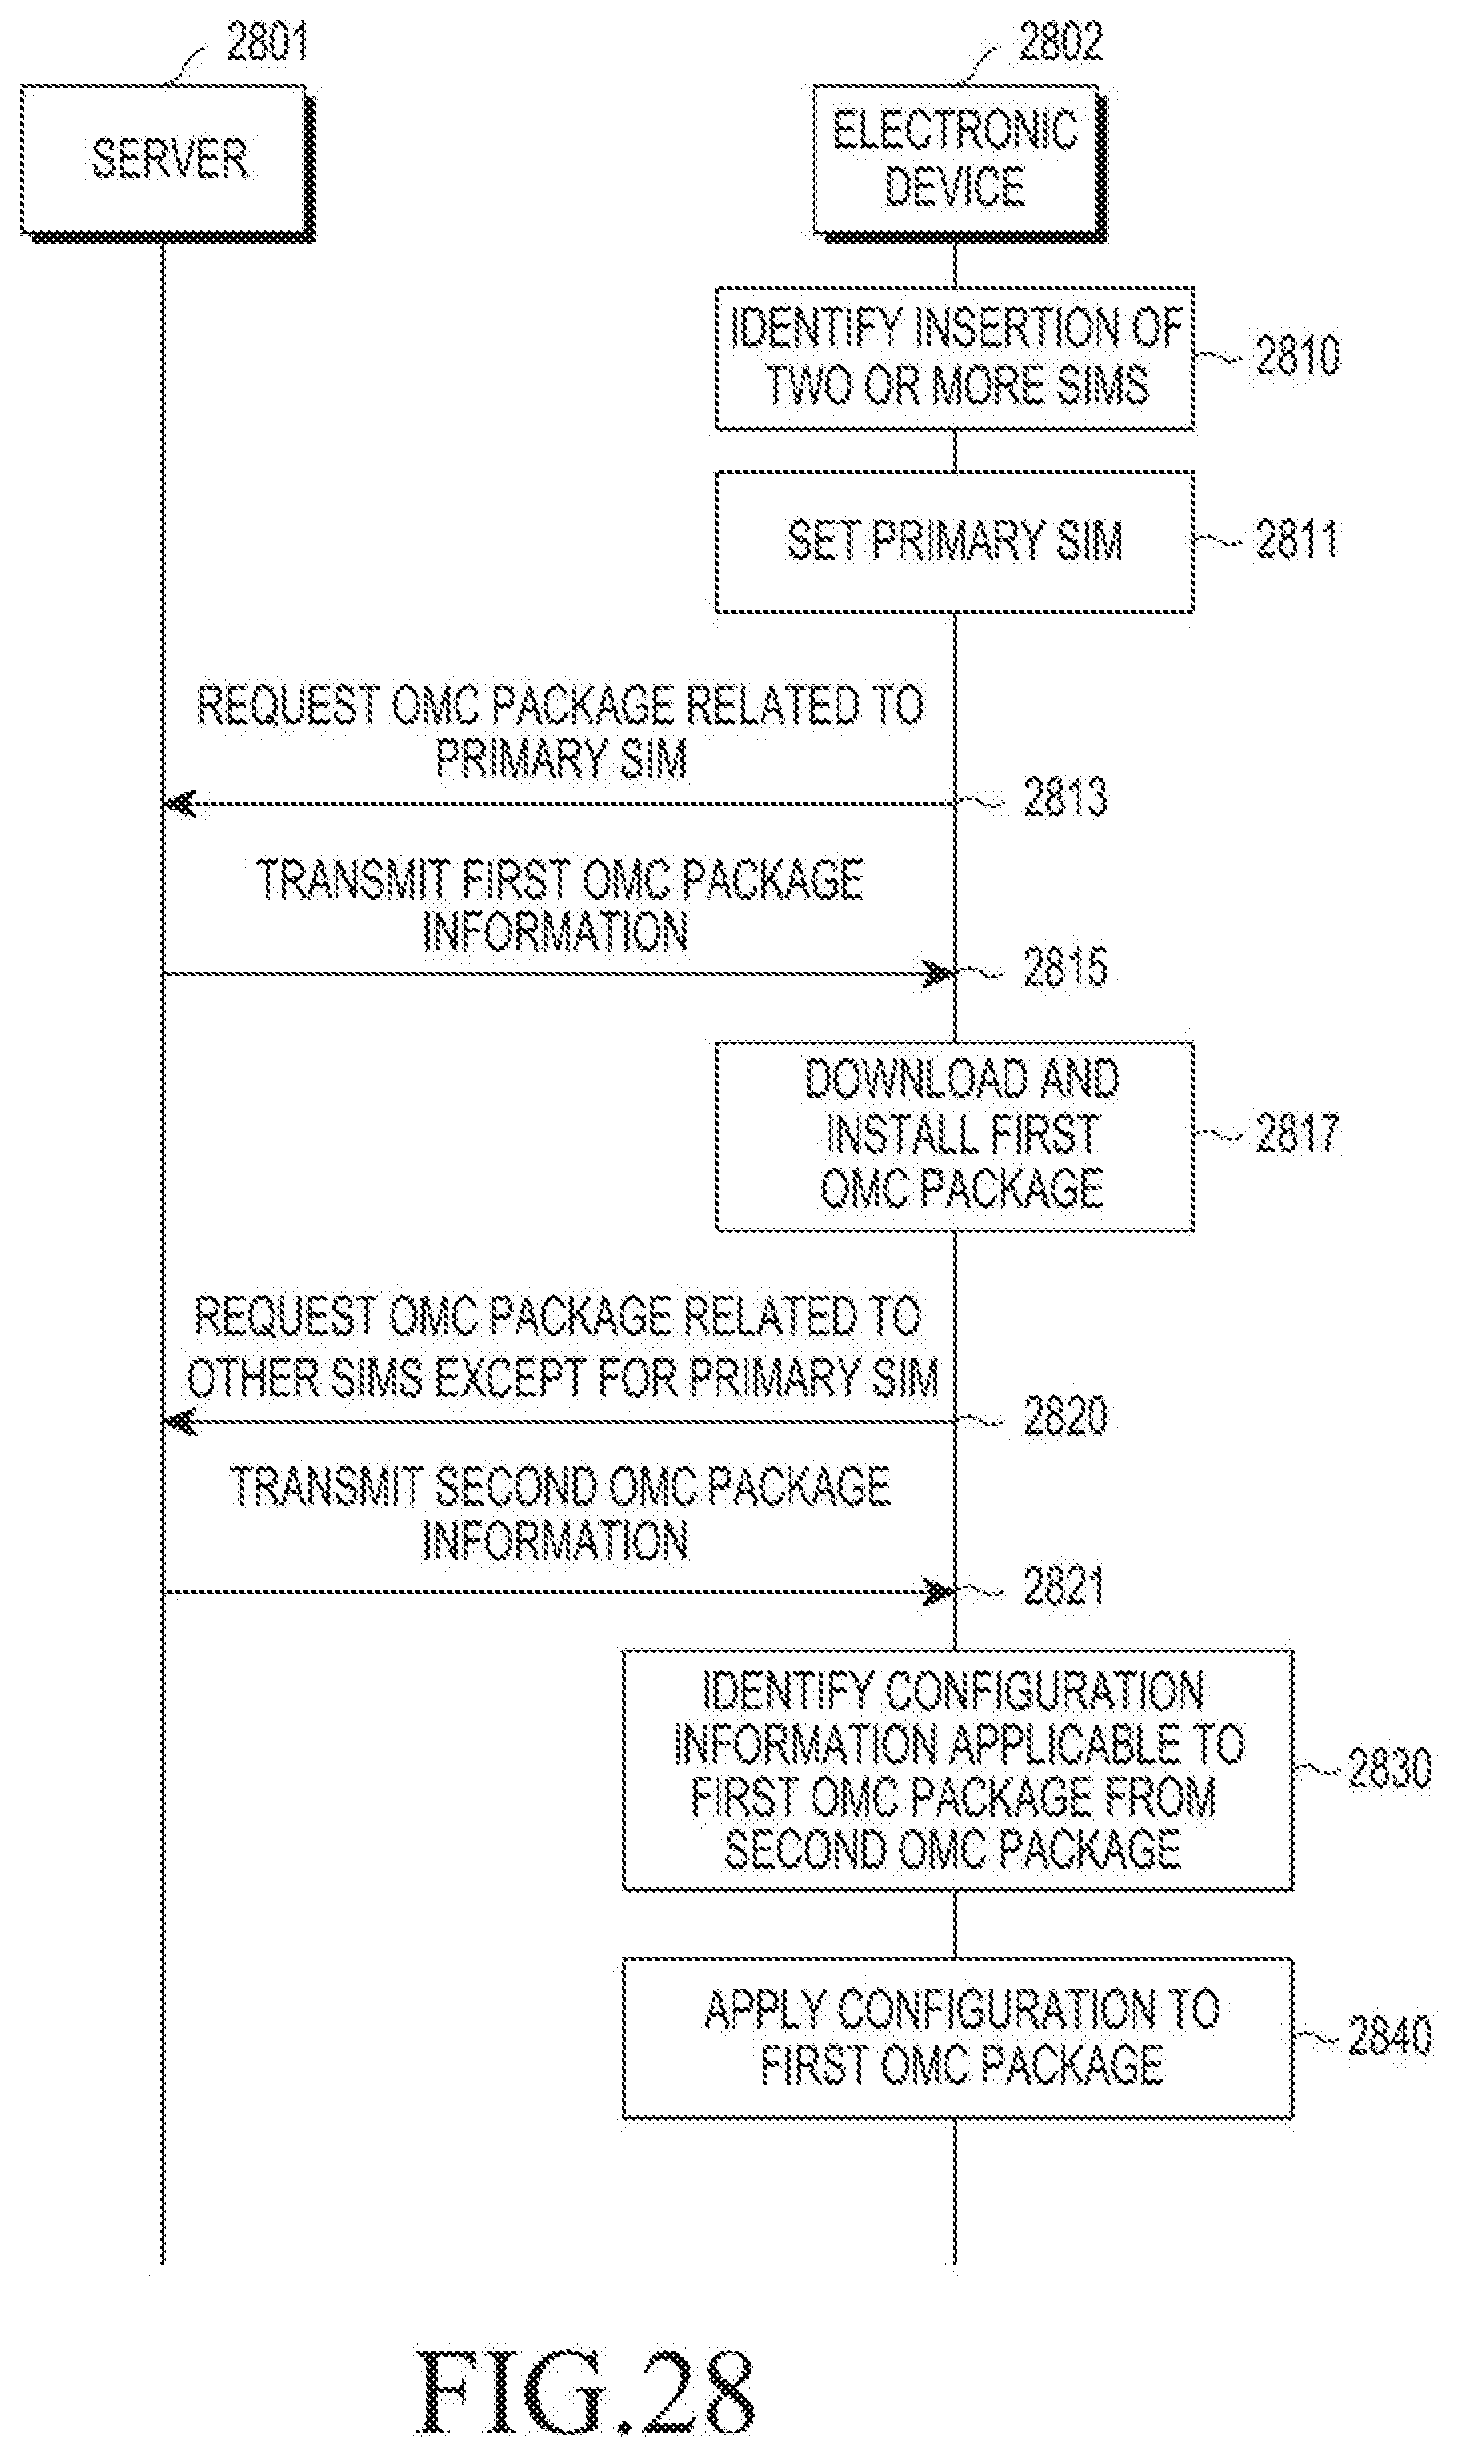 2801
2802
SERVER
ELECTRONIC
DEVICE
IDENTIFY INSERTION OF
TWO OR MORE SIMS
2810
SET PRIMARY SIM
2811
REQUEST OMC PACKAGE RELATED TO
PRIMARY SIM
2813
TRANSMIT FIRST OMC PACKAGE
INFORMATION
2815
DOWNLOAD AND
INSTALL FIRST
OMC PACKAGE
2817
REQUEST OMC PACKAGE RELATED TO
OTHER SIMS EXCEPT FOR PRIMARY SIM
2820
TRANSMIT SECOND OMC PACKAGE
INFORMATION
2821
IDENTIFY CONFIGURATION
INFORMATION APPLICABLE TO
FIRST OMC PACKAGE FROM
SECOND OMC PACKAGE
2830
APPLY CONFIGURATION TO
FIRST OMC PACKAGE
2840
FIG.28